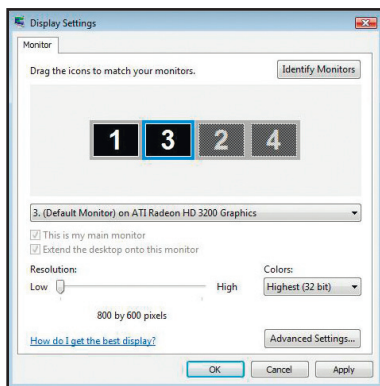 Display Settings
Monitor
Drag the icons to match your monitors.
Identify Monitors
1 3 2 4
3. (Default Monitor) on ATI Radeon HD 3200 Graphics
This is my main monitor
Extend the desktop onto this monitor
Resolution:
Colors:
Low
High
Highest (32 bit)
800 by 600 pixels
How do I get the best display?
Advanced Settings...
OK
Cancel
Apply